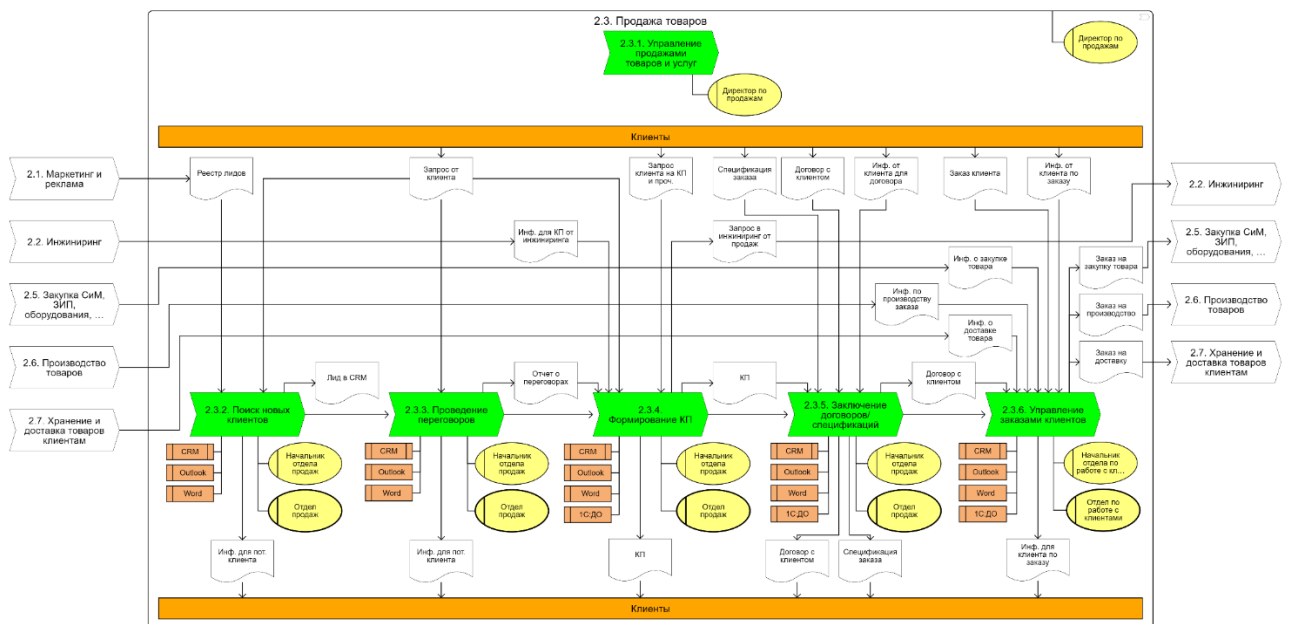 2.3. Продажа товаров
2.3.1. Управление
продажами
товаров и услуг
Директор по
продажам
Директор по
продажам
Клиенты
2.1. Маркетинг и
реклама
Реестр лидов
Запрос от
клиента
Запрос
клиента на КП
и проч.
Спецификация
заказа
Договор с
клиентом
Инф. от
клиента для
договора
Заказ клиента
Инф. от
клиента по
заказу
2.2. Инжиниринг
2.2. Инжиниринг
Инф. для КП от
инжиниринга
Запрос в
инжиниринг от
продаж
Инф. о закупке
товара
Заказ на
закупку товара
2.5. Закупка СиМ,
ЗИП,
оборудования, ...
2.5. Закупка СиМ,
ЗИП,
оборудования, ...
Инф. по
производству
заказа
Заказ на
производство
2.6. Производство
товаров
2.6. Производство
товаров
Инф. о
доставке
товара
Заказ на
доставку
2.7. Хранение и
доставка товаров
клиентам
2.7. Хранение и
доставка товаров
клиентам
Лид в CRM
Отчет о
переговорах
КП
Договор с
клиентом
2.3.2. Поиск новых
клиентов
2.3.3. Проведение
переговоров
2.3.4.
Формирование КП
2.3.5. Заключение
договоров/
спецификаций
2.3.6. Управление
заказами клиентов
CRM
Outlook
Word
Начальник
отдела
продаж
Отдел
продаж
CRM
Outlook
Word
Начальник
отдела
продаж
Отдел
продаж
CRM
Outlook
Word
1С:ДО
Начальник
отдела
продаж
Отдел
продаж
CRM
Outlook
Word
1С:ДО
Начальник
отдела
продаж
Отдел
продаж
CRM
Outlook
Word
1С:ДО
Начальник
отдела по
работе с кл...
Отдел по
работе с
клиентами
Инф. для пот.
клиента
Инф. для пот.
клиента
КП
Договор с
клиентом
Спецификация
заказа
Инф. для
клиента по
заказу
Клиенты